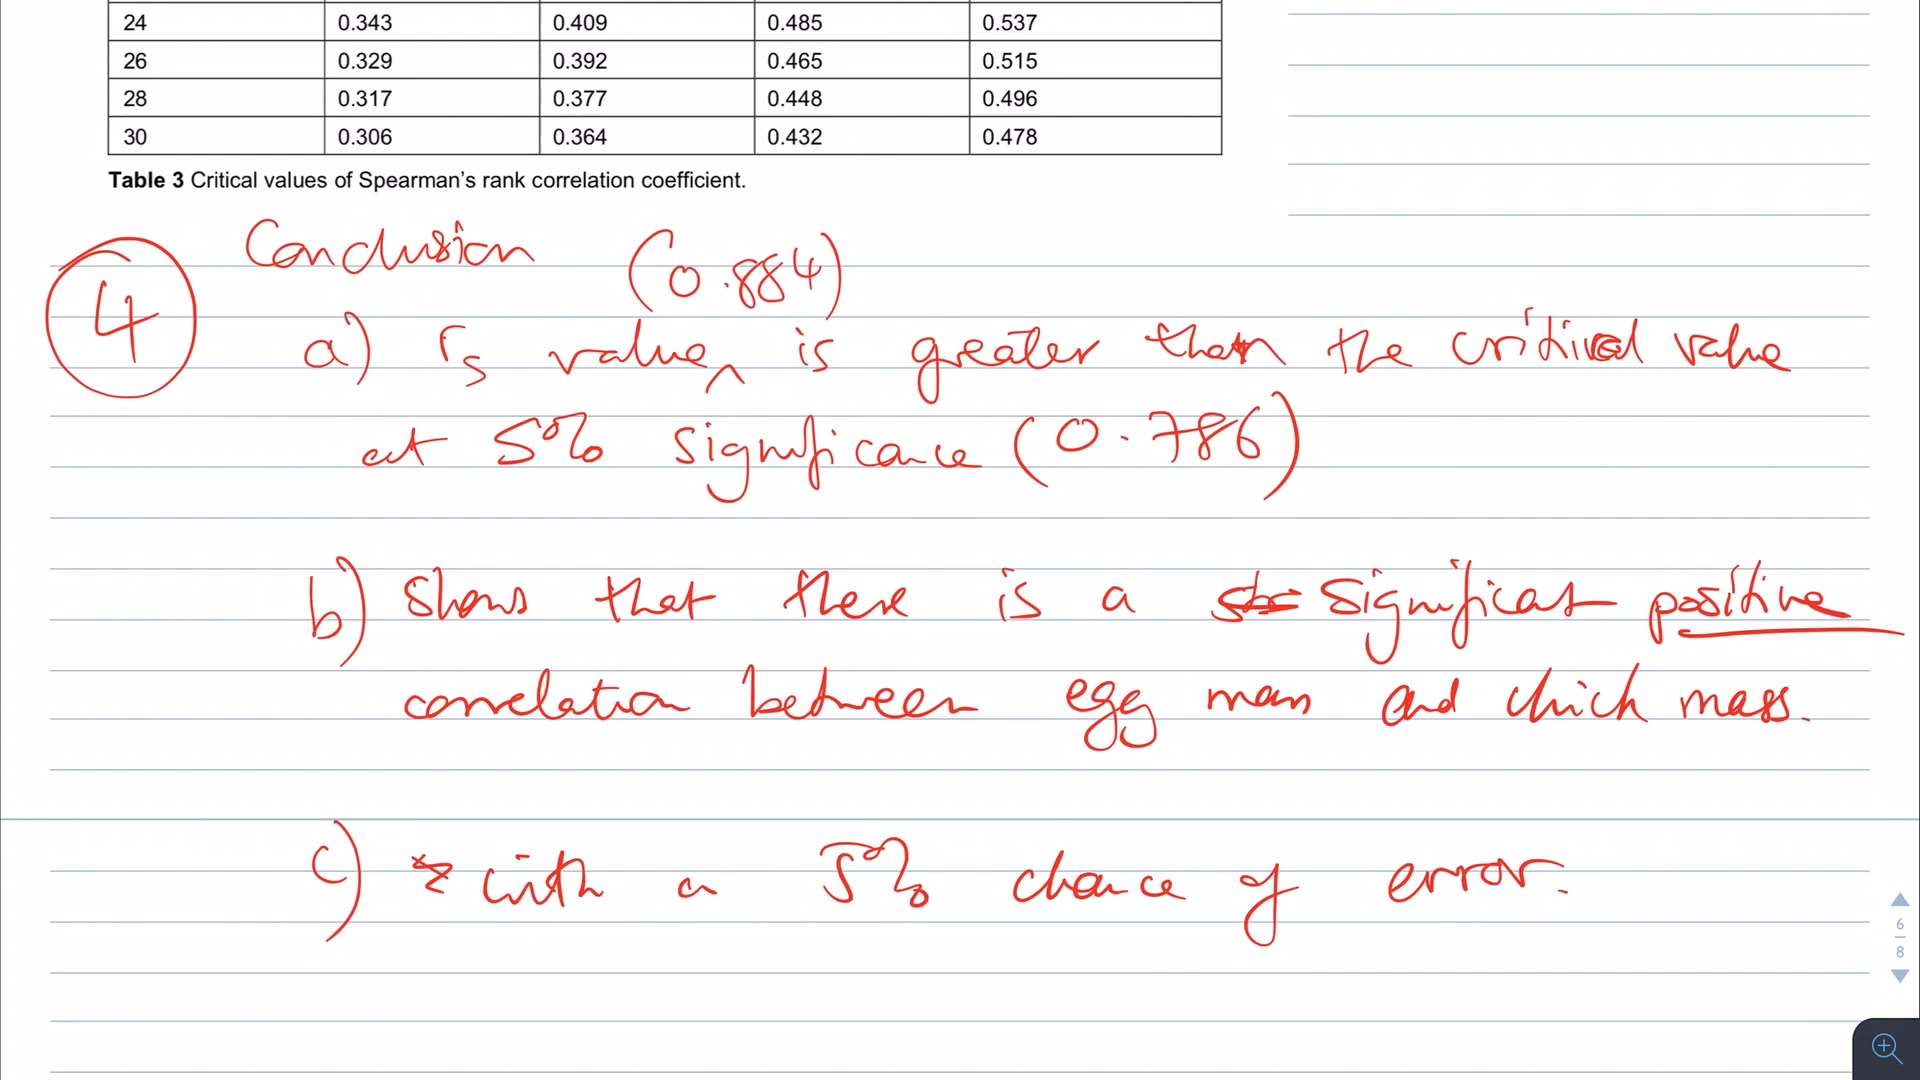 24 0.343 0.409 0.485 0.537
26 0.329 0.392 0.465 0.515
28 0.317 0.377 0.448 0.496
30 0.306 0.364 0.432 0.478
Table 3 Critical values of Spearman's rank correlation coefficient.
4
Conclusion (0.884)
a) rs value ^ is greater than the critical value
at 5% significance (0.786)
b) shows that there is a significant positive
correlation between egg mass and chick mass.
c) with a 5% chance of error.
6
8